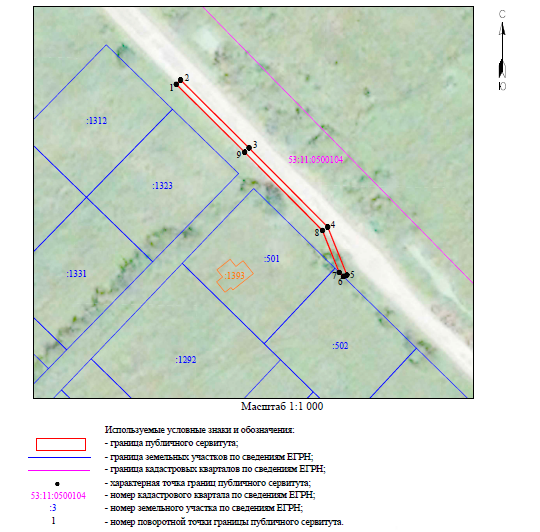 С
2
1
:1312
3
9
53:11:0500104
:1323
4
8
:501
:1331
:1393
7
5
6
:502
:1292
Ю
Масштаб 1:1 000
Используемые условные знаки и обозначения:
- граница публичного сервитута;
- граница земельных участков по сведениям ЕГРН;
- граница кадастровых кварталов по сведениям ЕГРН;
- характерная точка границ публичного сервитута;
53:11:0500104 - номер кадастрового квартала по сведениям ЕГРН;
:3 - номер земельного участка по сведениям ЕГРН;
1 - номер поворотной точки границы публичного сервитута.